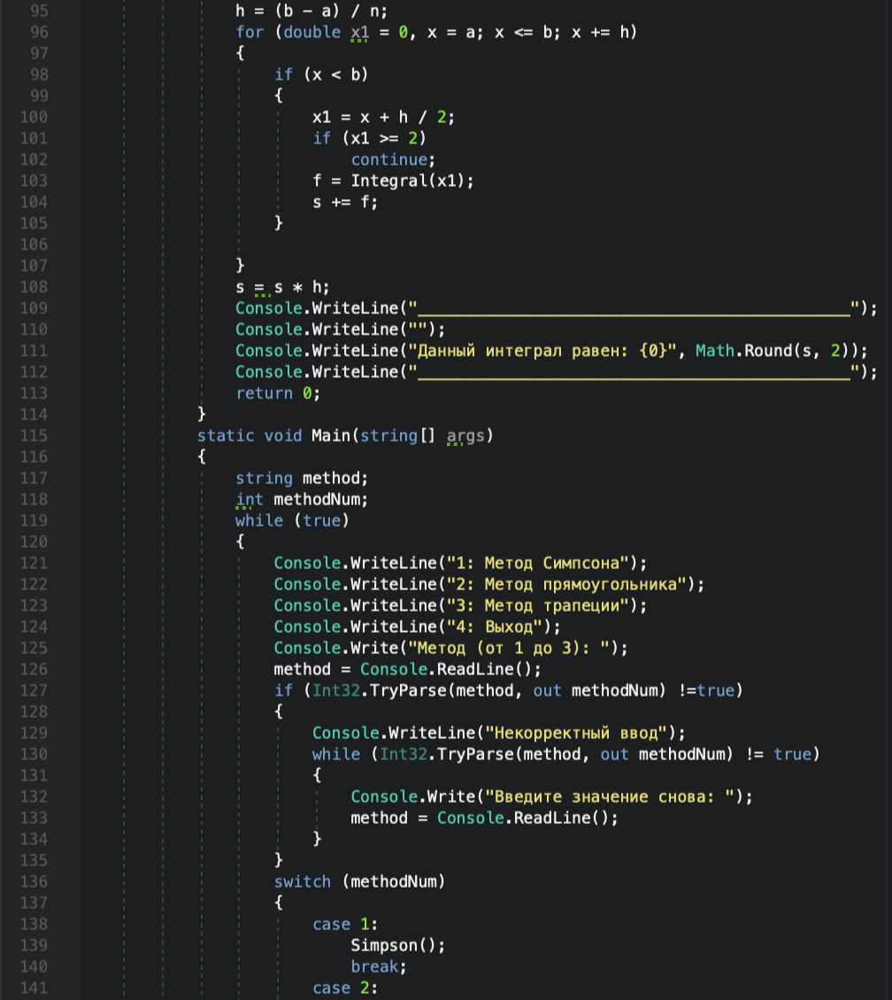 95 h = (b - a) / n;
96 for (double x1 = 0, x = a; x <= b; x += h)
97 {
98 if (x < b)
99 {
100 x1 = x + h / 2;
101 if (x1 >= 2)
102 continue;
103 f = Integral(x1);
104 s += f;
105 }
106
107 }
108 s = s * h;
109 Console.WriteLine("_____________________________________________");
110 Console.WriteLine("");
111 Console.WriteLine("Данный интеграл равен: {0}", Math.Round(s, 2));
112 Console.WriteLine("_____________________________________________");
113 return 0;
114 }
115 static void Main(string[] args)
116 {
117 string method;
118 int methodNum;
119 while (true)
120 {
121 Console.WriteLine("1: Метод Симпсона");
122 Console.WriteLine("2: Метод прямоугольника");
123 Console.WriteLine("3: Метод трапеции");
124 Console.WriteLine("4: Выход");
125 Console.Write("Метод (от 1 до 3): ");
126 method = Console.ReadLine();
127 if (Int32.TryParse(method, out methodNum) !=true)
128 {
129 Console.WriteLine("Некорректный ввод");
130 while (Int32.TryParse(method, out methodNum) != true)
131 {
132 Console.Write("Введите значение снова: ");
133 method = Console.ReadLine();
134 }
135 }
136 switch (methodNum)
137 {
138 case 1:
139 Simpson();
140 break;
141 case 2: